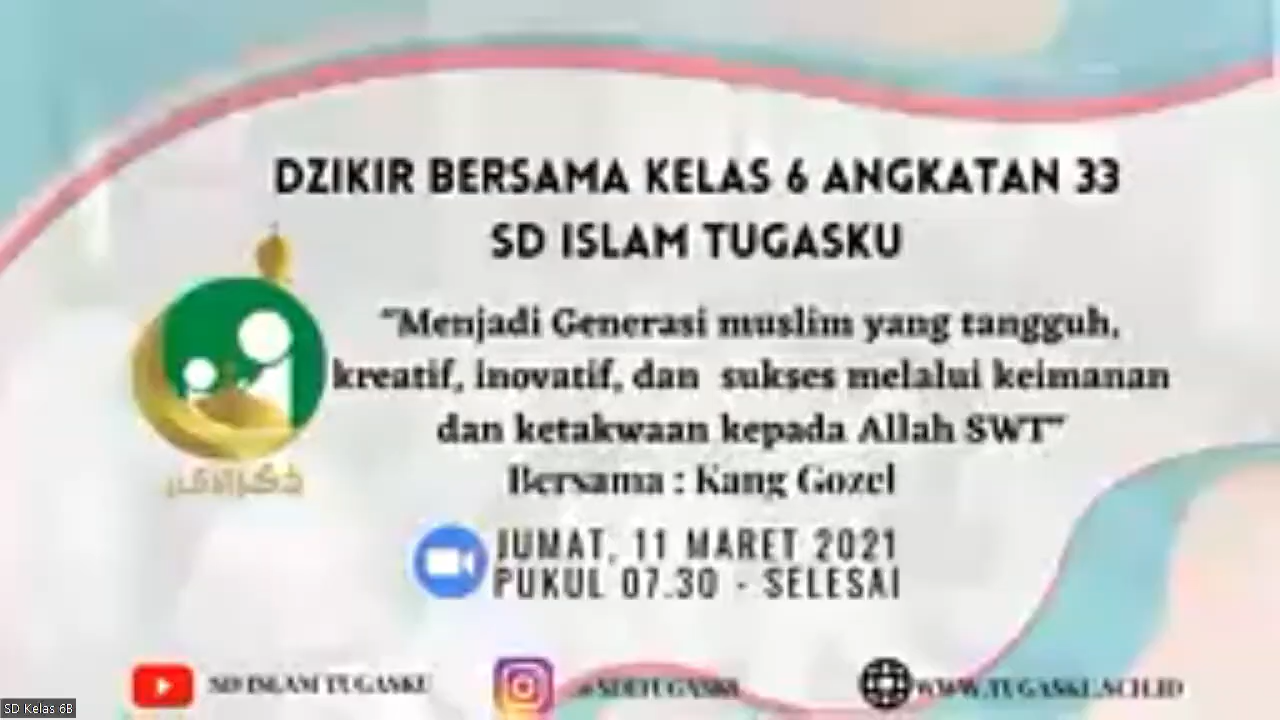 DZIKIR BERSAMA KELAS 6 ANGKATAN 33
SD ISLAM TUGASKU
"Menjadi Generasi muslim yang tangguh,
kreatif, inovatif, dan sukses melalui keimanan
dan ketakwaan kepada Allah SWT"
Bersama : Kang Gozel
JUMAT, 11 MARET 2021
PUKUL 07.30 - SELESAI
SD ISLAM TUGASKU
WWW.TUGASKU.SCH.ID
SD Kelas 6B